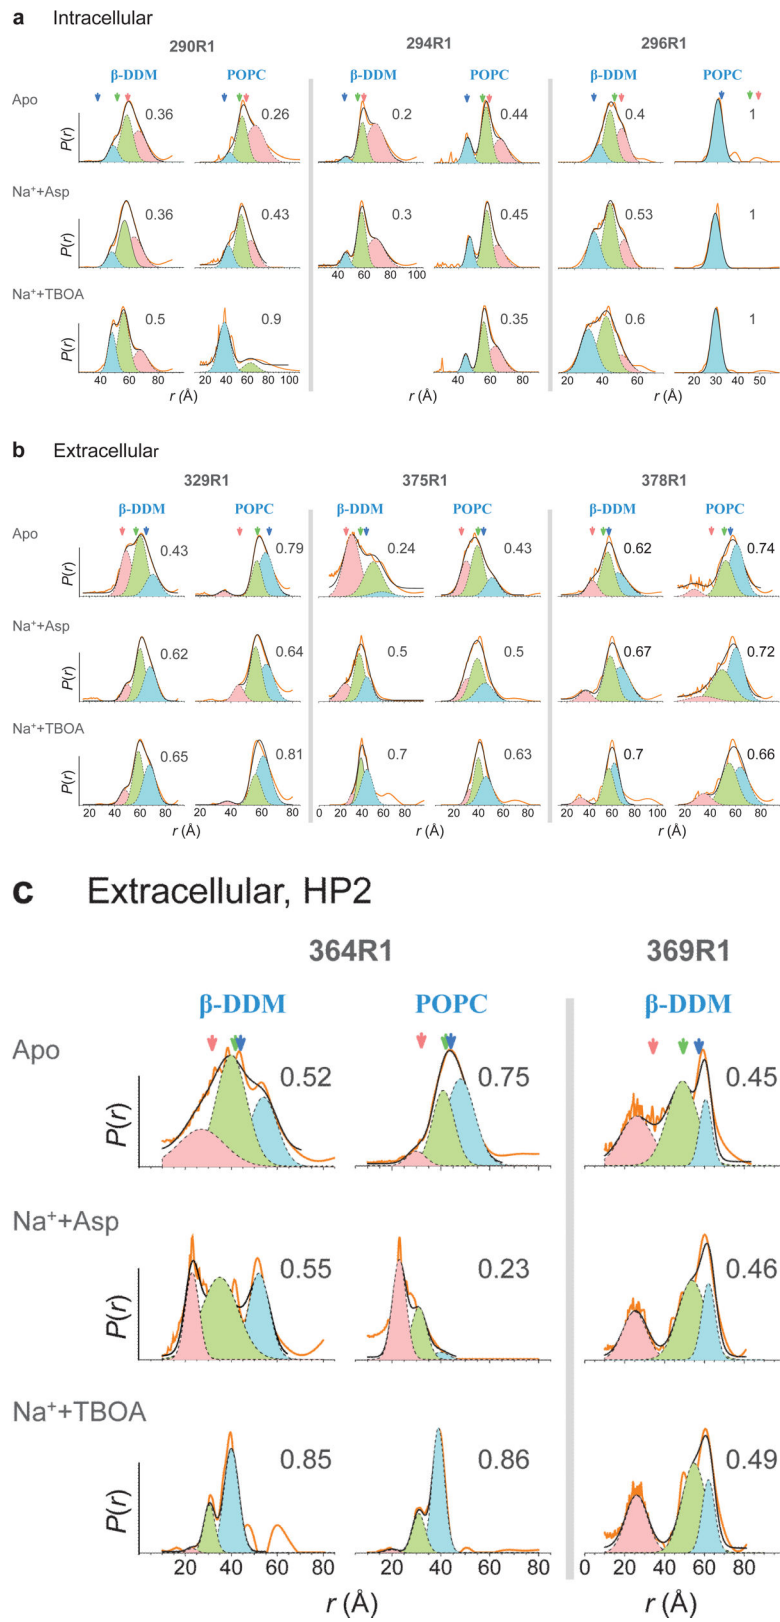 a Intracellular
290R1 294R1 296R1
β-DDM POPC β-DDM POPC β-DDM POPC
Apo
0.36 0.26 0.2 0.44 0.4 1
Na⁺+Asp
P(r)
0.36 0.43 0.3 0.45 0.53 1
40 60 80 100
Na⁺+TBOA
P(r)
0.5 0.9 0.35 0.6 1
40 60 80 20 40 60 80 100 40 60 80 100 20 40 60 10 30 50
r (Å) r (Å) r (Å)
b Extracellular
329R1 375R1 378R1
β-DDM POPC β-DDM POPC β-DDM POPC
Apo
P(r)
0.43 0.79 0.24 0.43 0.62 0.74
Na⁺+Asp
P(r)
0.62 0.64 0.5 0.5 0.67 0.72
Na⁺+TBOA
P(r)
0.65 0.81 0.7 0.63 0.7 0.66
20 40 60 80 0 20 40 60 80 20 40 60 80 20 40 60 80 20 40 60 80 100 20 40 60 80
r (Å) r (Å) r (Å)
c Extracellular, HP2
364R1 369R1
β-DDM POPC β-DDM
Apo
P(r)
0.52 0.75 0.45
Na⁺+Asp
P(r)
0.55 0.23 0.46
Na⁺+TBOA
P(r)
0.85 0.86 0.49
20 40 60 80 20 40 60 80 0 20 40 60 80
r (Å) r (Å)